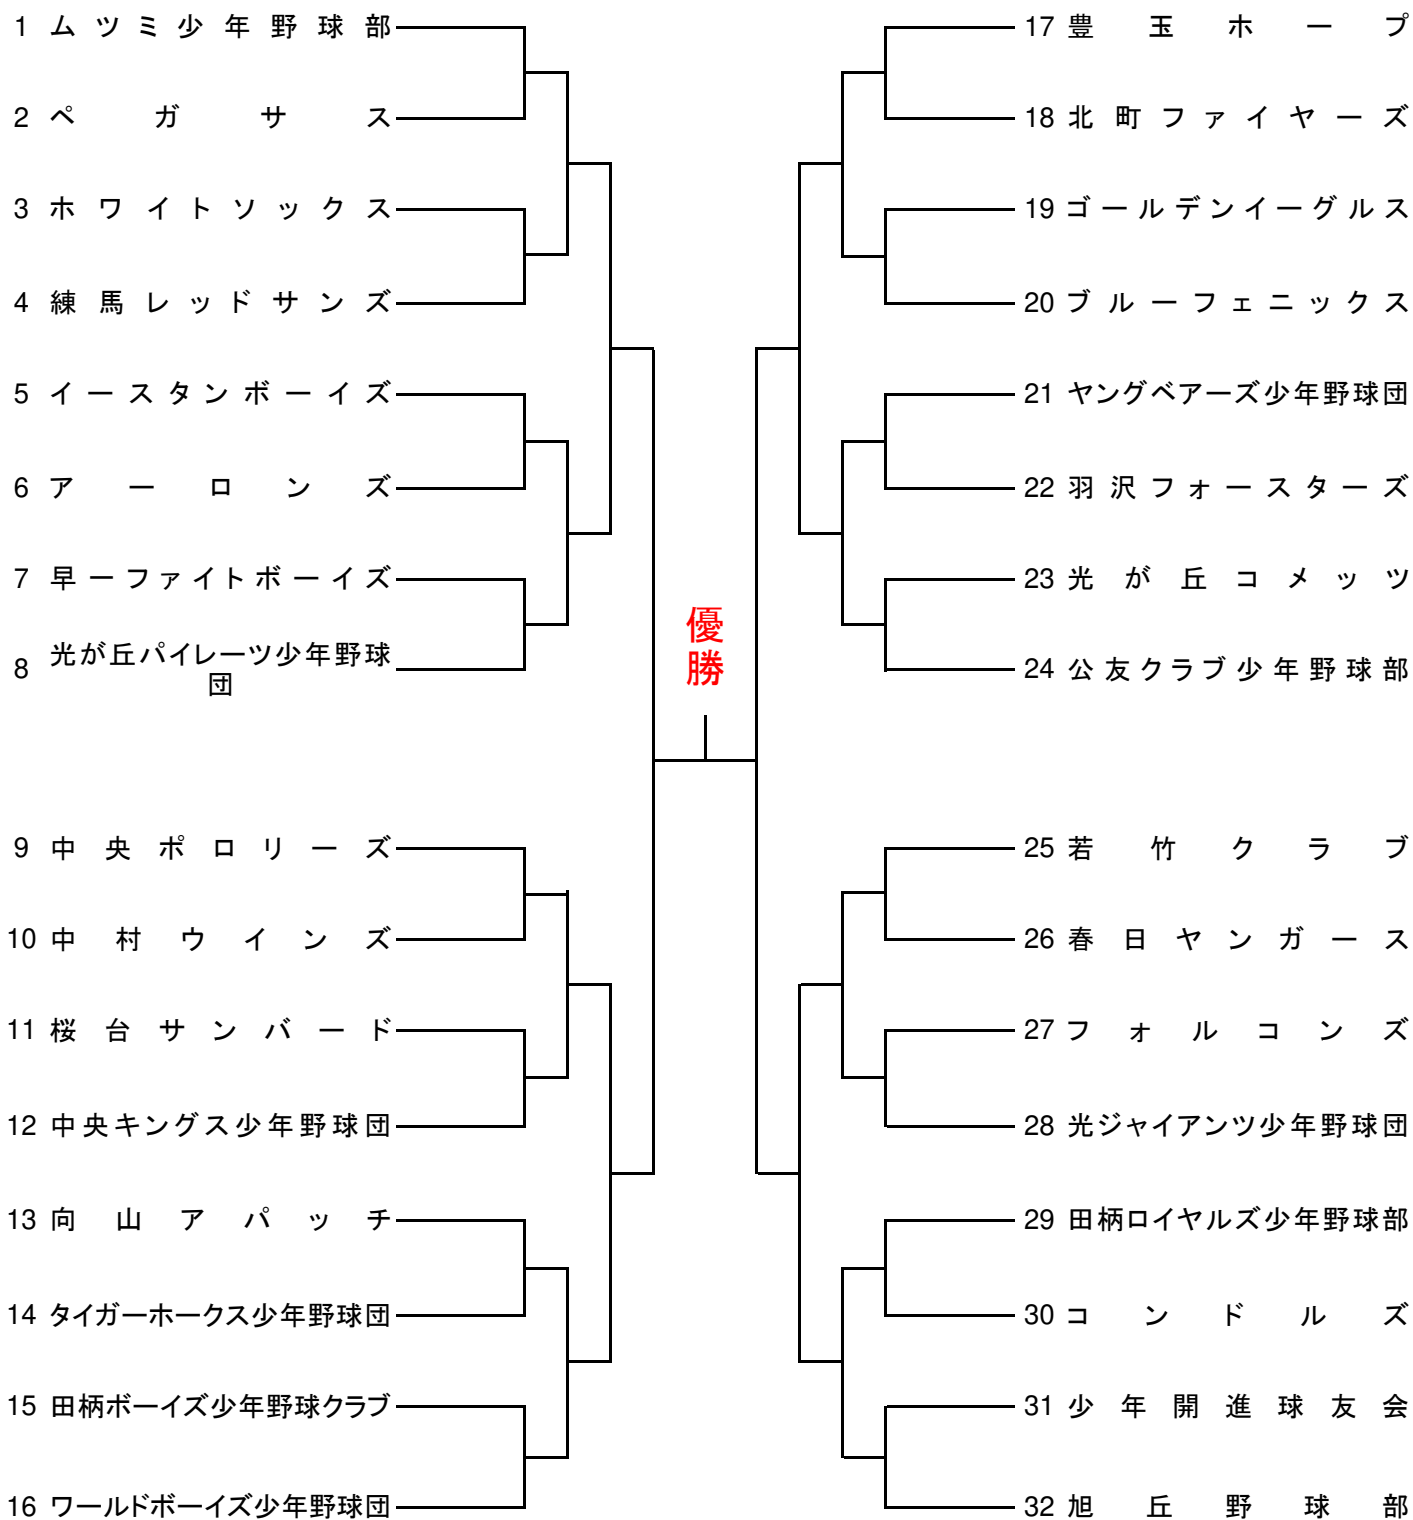 1 ムツミ少年野球部
2 ペガサス
3 ホワイトソックス
4 練馬レッドサンズ
5 イースタンボーイズ
6 アーロンズ
7 早一ファイトボーイズ
8 光が丘パイレーツ少年野球
団
9 中央ポロリーズ
10 中村ウインズ
11 桜台サンバード
12 中央キングス少年野球団
13 向山アパッチ
14 タイガーホークス少年野球団
15 田柄ボーイズ少年野球クラブ
16 ワールドボーイズ少年野球団
優
勝
17 豊玉ホープ
18 北町ファイヤーズ
19 ゴールデンイーグルス
20 ブルーフェニックス
21 ヤングベアーズ少年野球団
22 羽沢フォースターズ
23 光が丘コメッツ
24 公友クラブ少年野球部
25 若竹クラブ
26 春日ヤンガース
27 フォルコンズ
28 光ジャイアンツ少年野球団
29 田柄ロイヤルズ少年野球部
30 コンドルズ
31 少年開進球友会
32 旭丘野球部